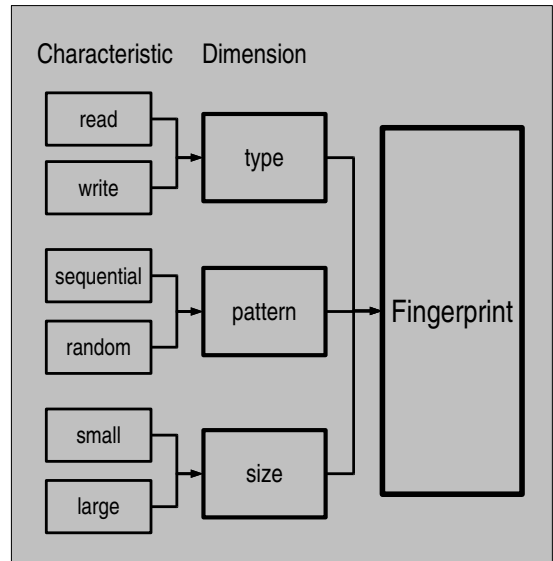 Characteristic Dimension
read
write
type
sequential
random
pattern
small
large
size
Fingerprint